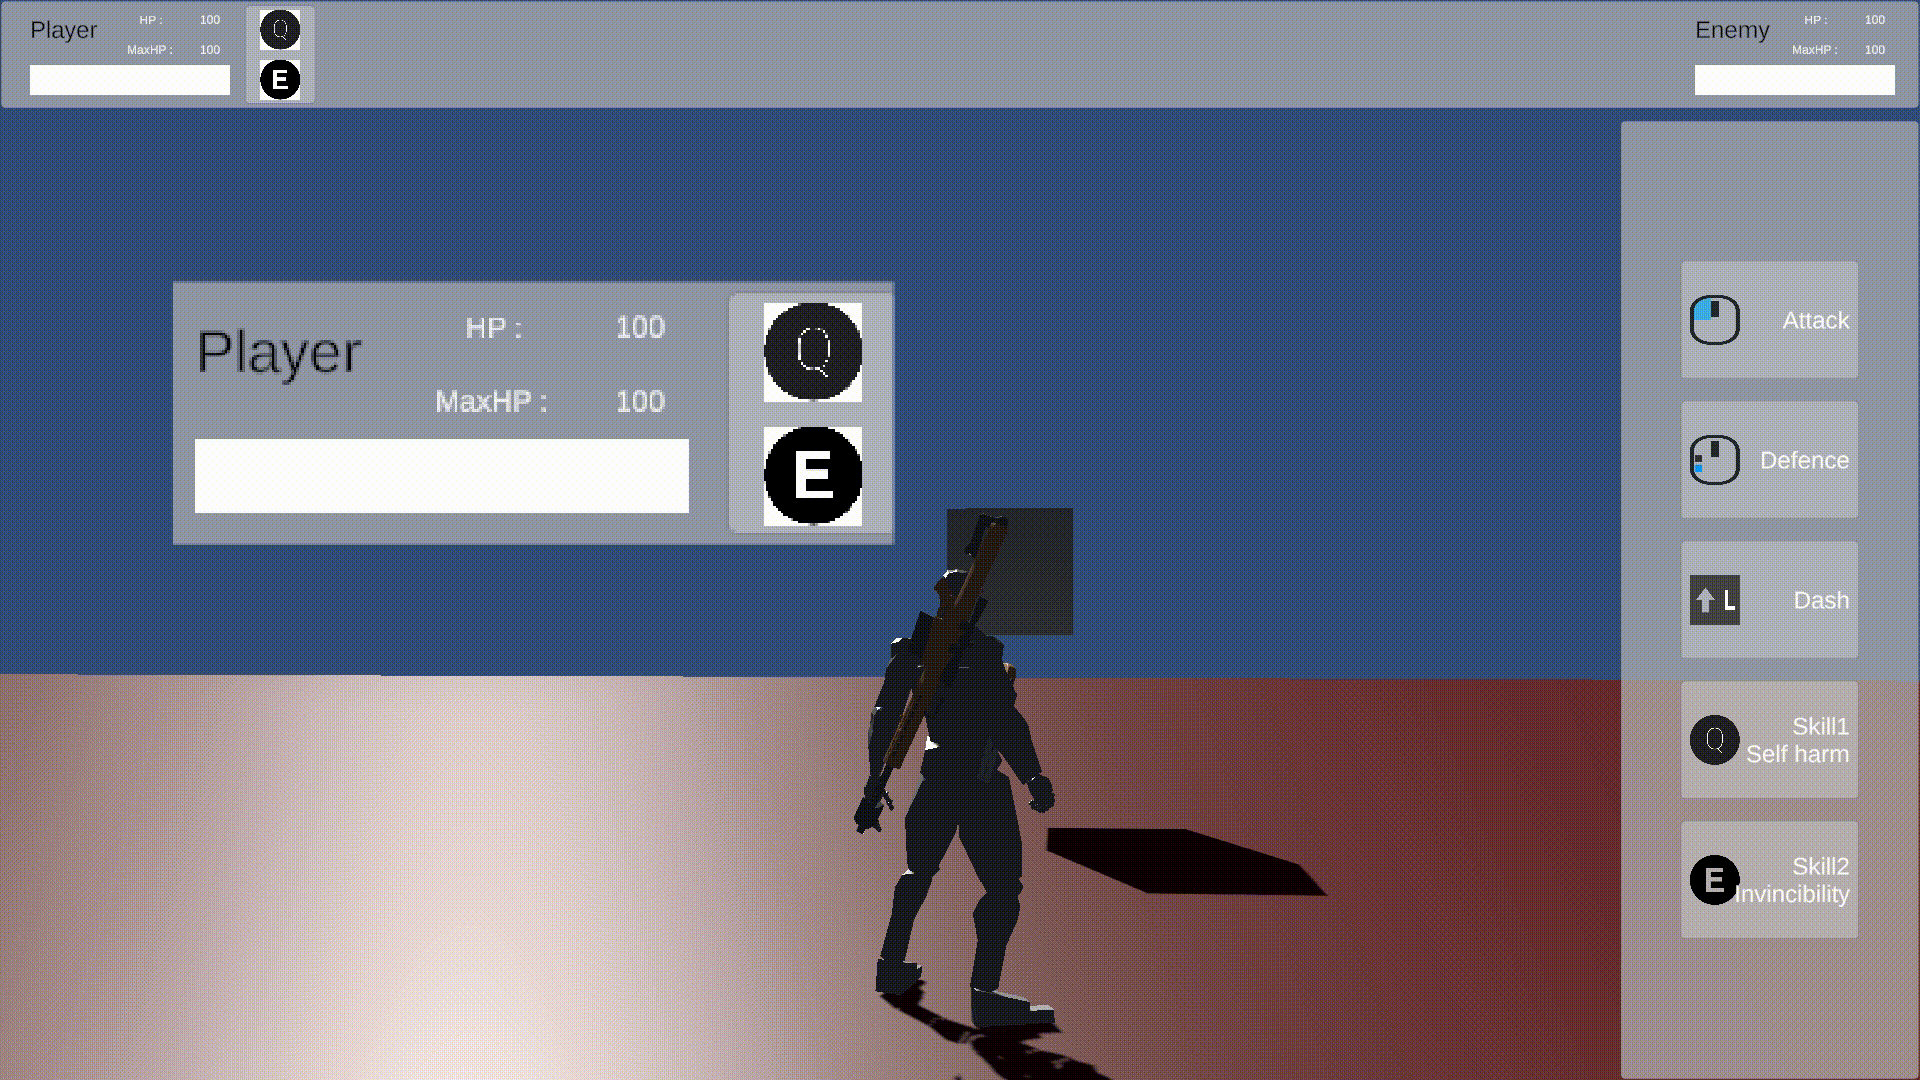 Player
HP : 100
MaxHP : 100
Q
E
Enemy
HP : 100
MaxHP : 100
Player
HP : 100
MaxHP : 100
Q
E
Attack
Defence
L Dash
Q
Skill1
Self harm
E
Skill2
Invincibility